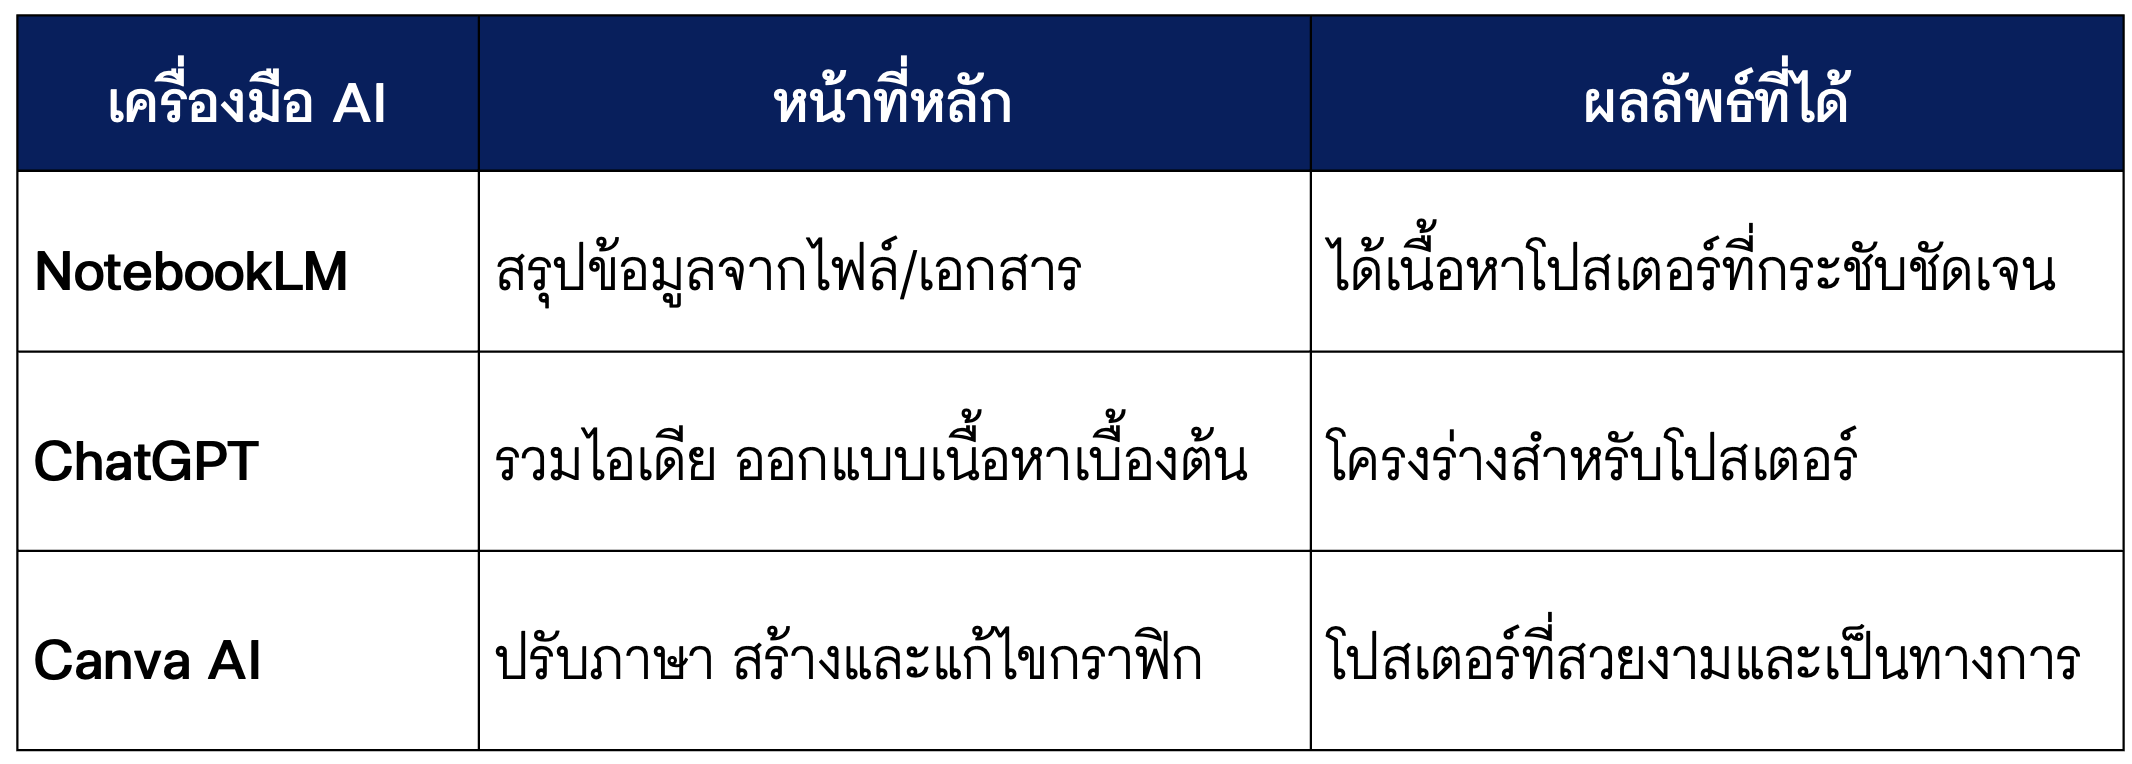 เครื่องมือ AI หน้าที่หลัก ผลลัพธ์ที่ได้
NotebookLM สรุปข้อมูลจากไฟล์/เอกสาร ได้เนื้อหาโปสเตอร์ที่กระชับชัดเจน
ChatGPT รวมไอเดีย ออกแบบเนื้อหาเบื้องต้น โครงร่างสำหรับโปสเตอร์
Canva AI ปรับภาษา สร้างและแก้ไขกราฟิก โปสเตอร์ที่สวยงามและเป็นทางการ